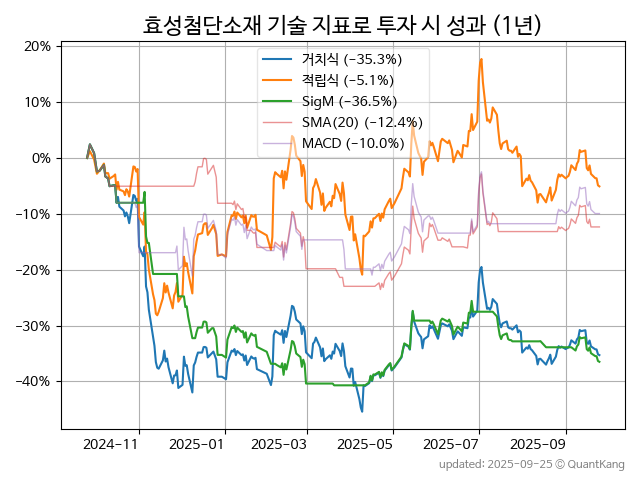 효성첨단소재 기술 지표로 투자 시 성과 (1년)
거치식 (−35.3%)
적립식 (−5.1%)
SigM (−36.5%)
SMA(20) (−12.4%)
MACD (−10.0%)
20%
10%
0%
−10%
−20%
−30%
−40%
2024-11 2025-01 2025-03 2025-05 2025-07 2025-09
updated: 2025-09-25 © QuantKang